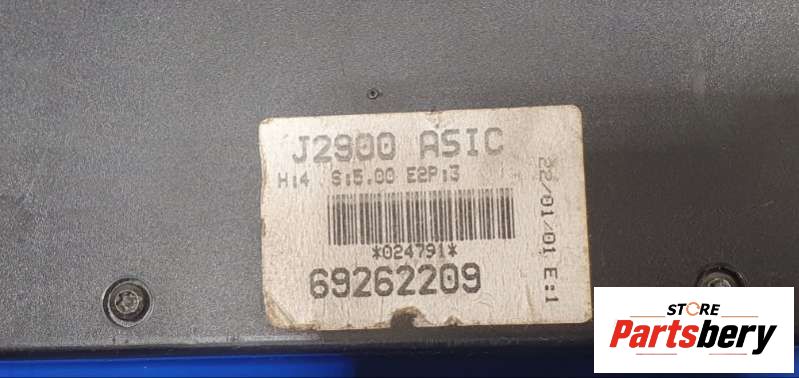 J2900 ASIC
H:4 S:5.00 E2P:3
*024791*
69262209
22/01/01 E:1
STORE
Partsbery